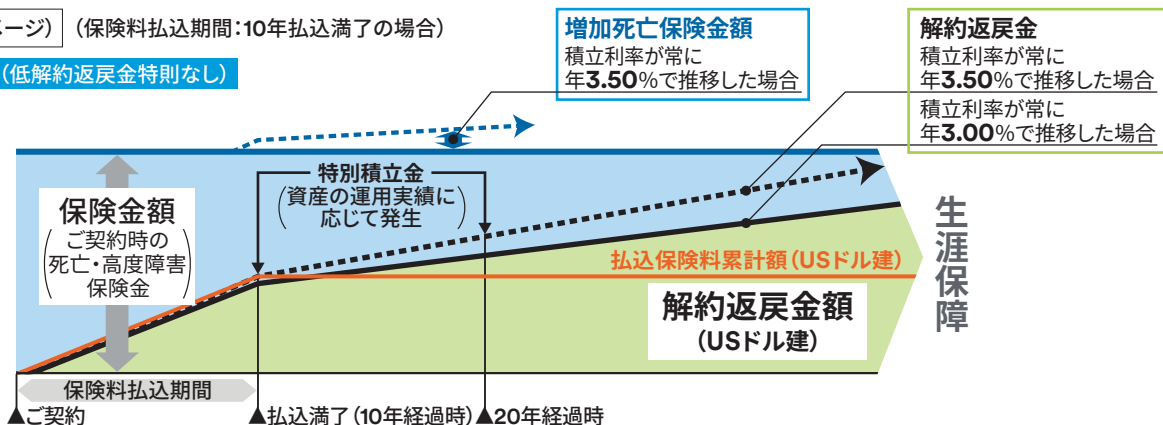 ージ) (保険料払込期間：10年払込満了の場合)
(低解約返戻金特則なし)
増加死亡保険金額
積立利率が常に
年3.50％で推移した場合
解約返戻金
積立利率が常に
年3.50％で推移した場合
積立利率が常に
年3.00％で推移した場合
特別積立金
(資産の運用実績に
応じて発生)
保険金額
(ご契約時の
死亡・高度障害
保険金)
払込保険料累計額(USドル建)
解約返戻金額
(USドル建)
生涯保障
保険料払込期間
▲ご契約
▲払込満了(10年経過時)
▲20年経過時